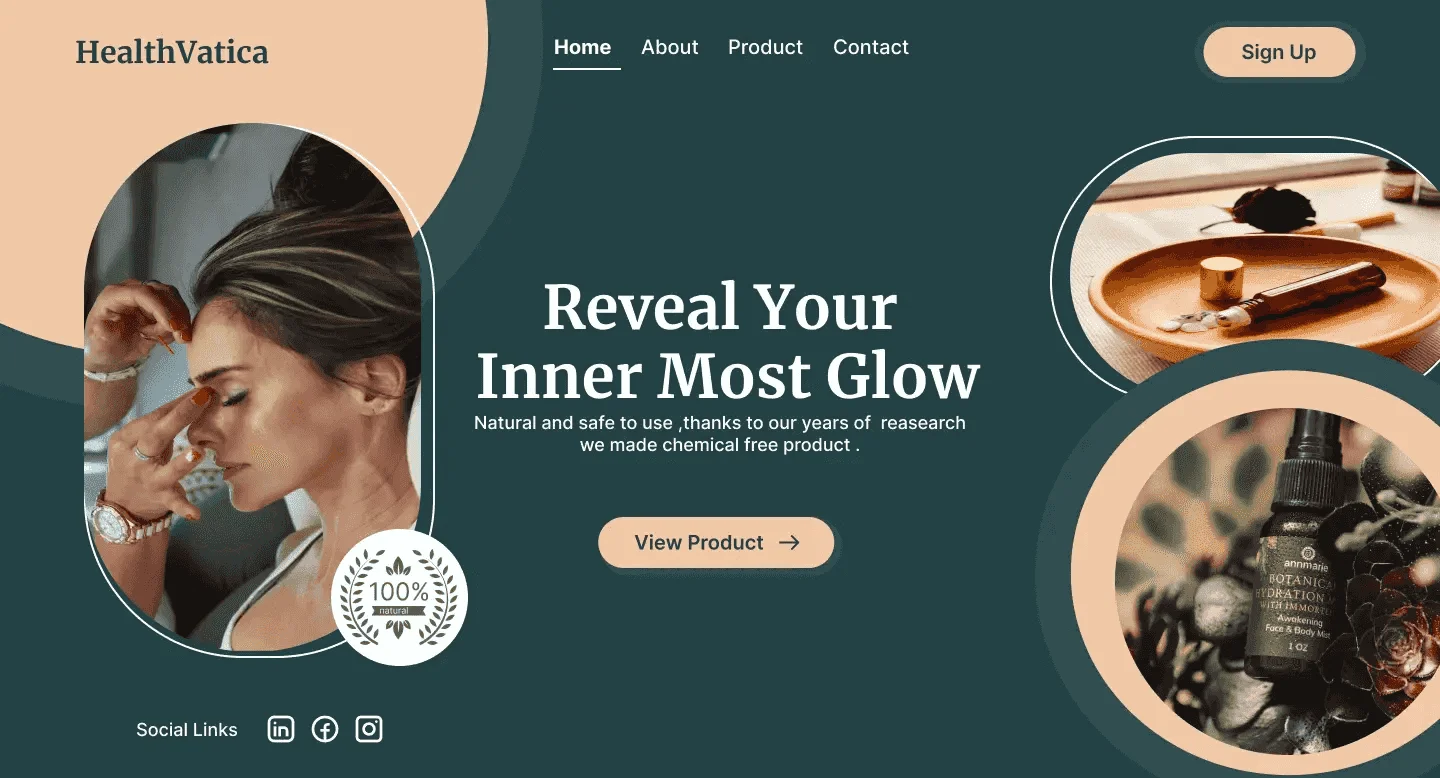 HealthVatica
Home About Product Contact
Sign Up
Reveal Your
Inner Most Glow
Natural and safe to use ,thanks to our years of  reasearch
we made chemical free product .
View Product
100%
natural
annmarie
BOTANICA
HYDRATION
WITH IMMORTE
Awakening
Face & Body Mist
1 OZ
Social Links